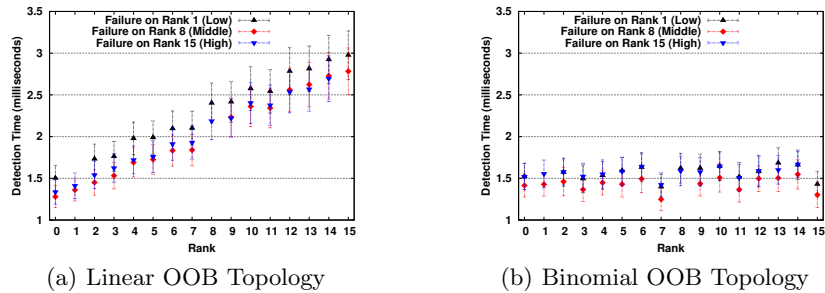 Failure on Rank 1 (Low)
Failure on Rank 8 (Middle)
Failure on Rank 15 (High)
Detection Time (milliseconds)
3.5
3
2.5
2
1.5
1
0 1 2 3 4 5 6 7 8 9 10 11 12 13 14 15
Rank
(a) Linear OOB Topology
Failure on Rank 1 (Low)
Failure on Rank 8 (Middle)
Failure on Rank 15 (High)
Detection Time (milliseconds)
3.5
3
2.5
2
1.5
1
0 1 2 3 4 5 6 7 8 9 10 11 12 13 14 15
Rank
(b) Binomial OOB Topology